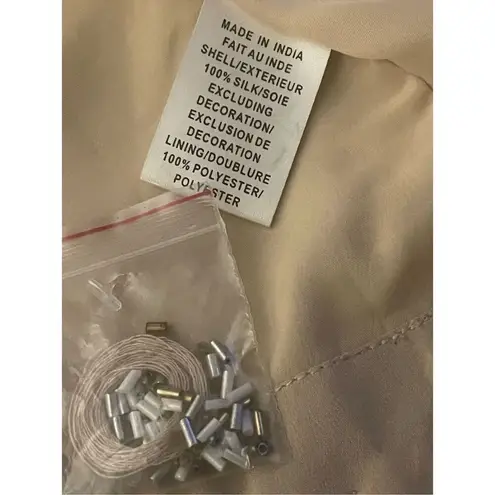 MADE IN INDIA
FAIT AU INDE
SHELL/EXTERIEUR
100% SILK/SOIE
EXCLUDING
DECORATION/
EXCLUSION DE
DECORATION
LINING/DOUBLURE
100% POLYESTER/
POLYESTER